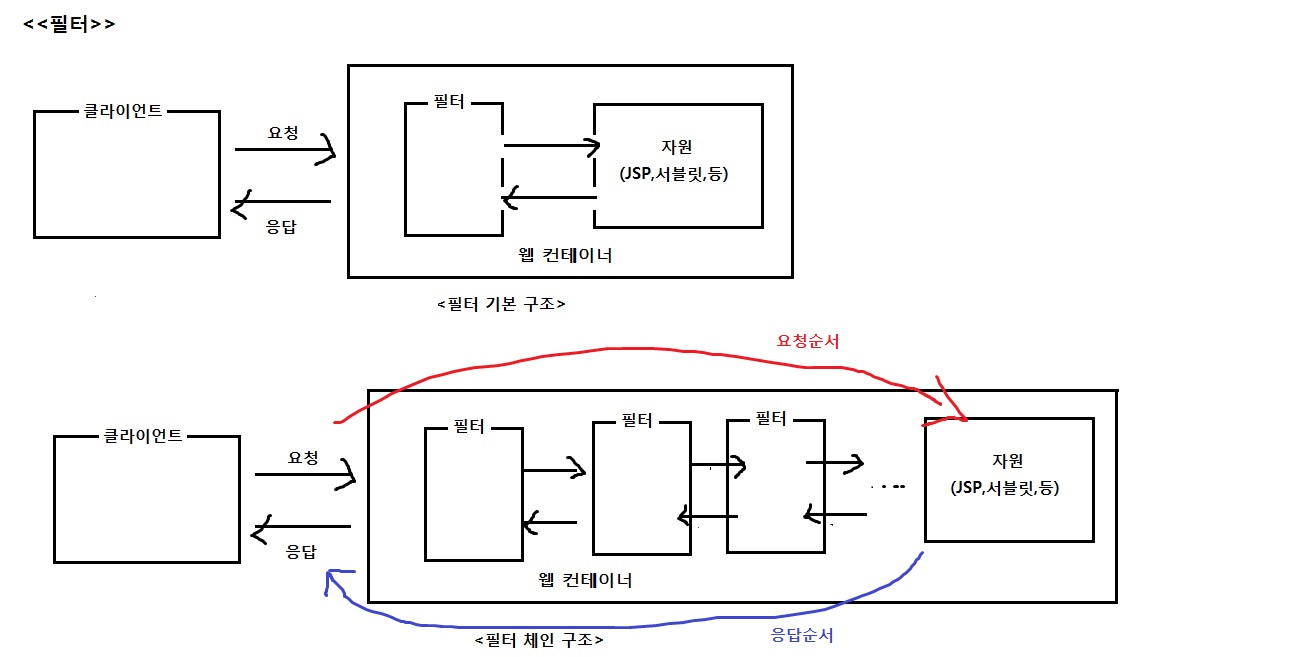 <<필터>>
클라이언트
요청
응답
필터
자원
(JSP,서블릿,등)
웹 컨테이너
<필터 기본 구조>
요청순서
클라이언트
요청
응답
필터
필터
필터
....
자원
(JSP,서블릿,등)
웹 컨테이너
<필터 체인 구조>
응답순서